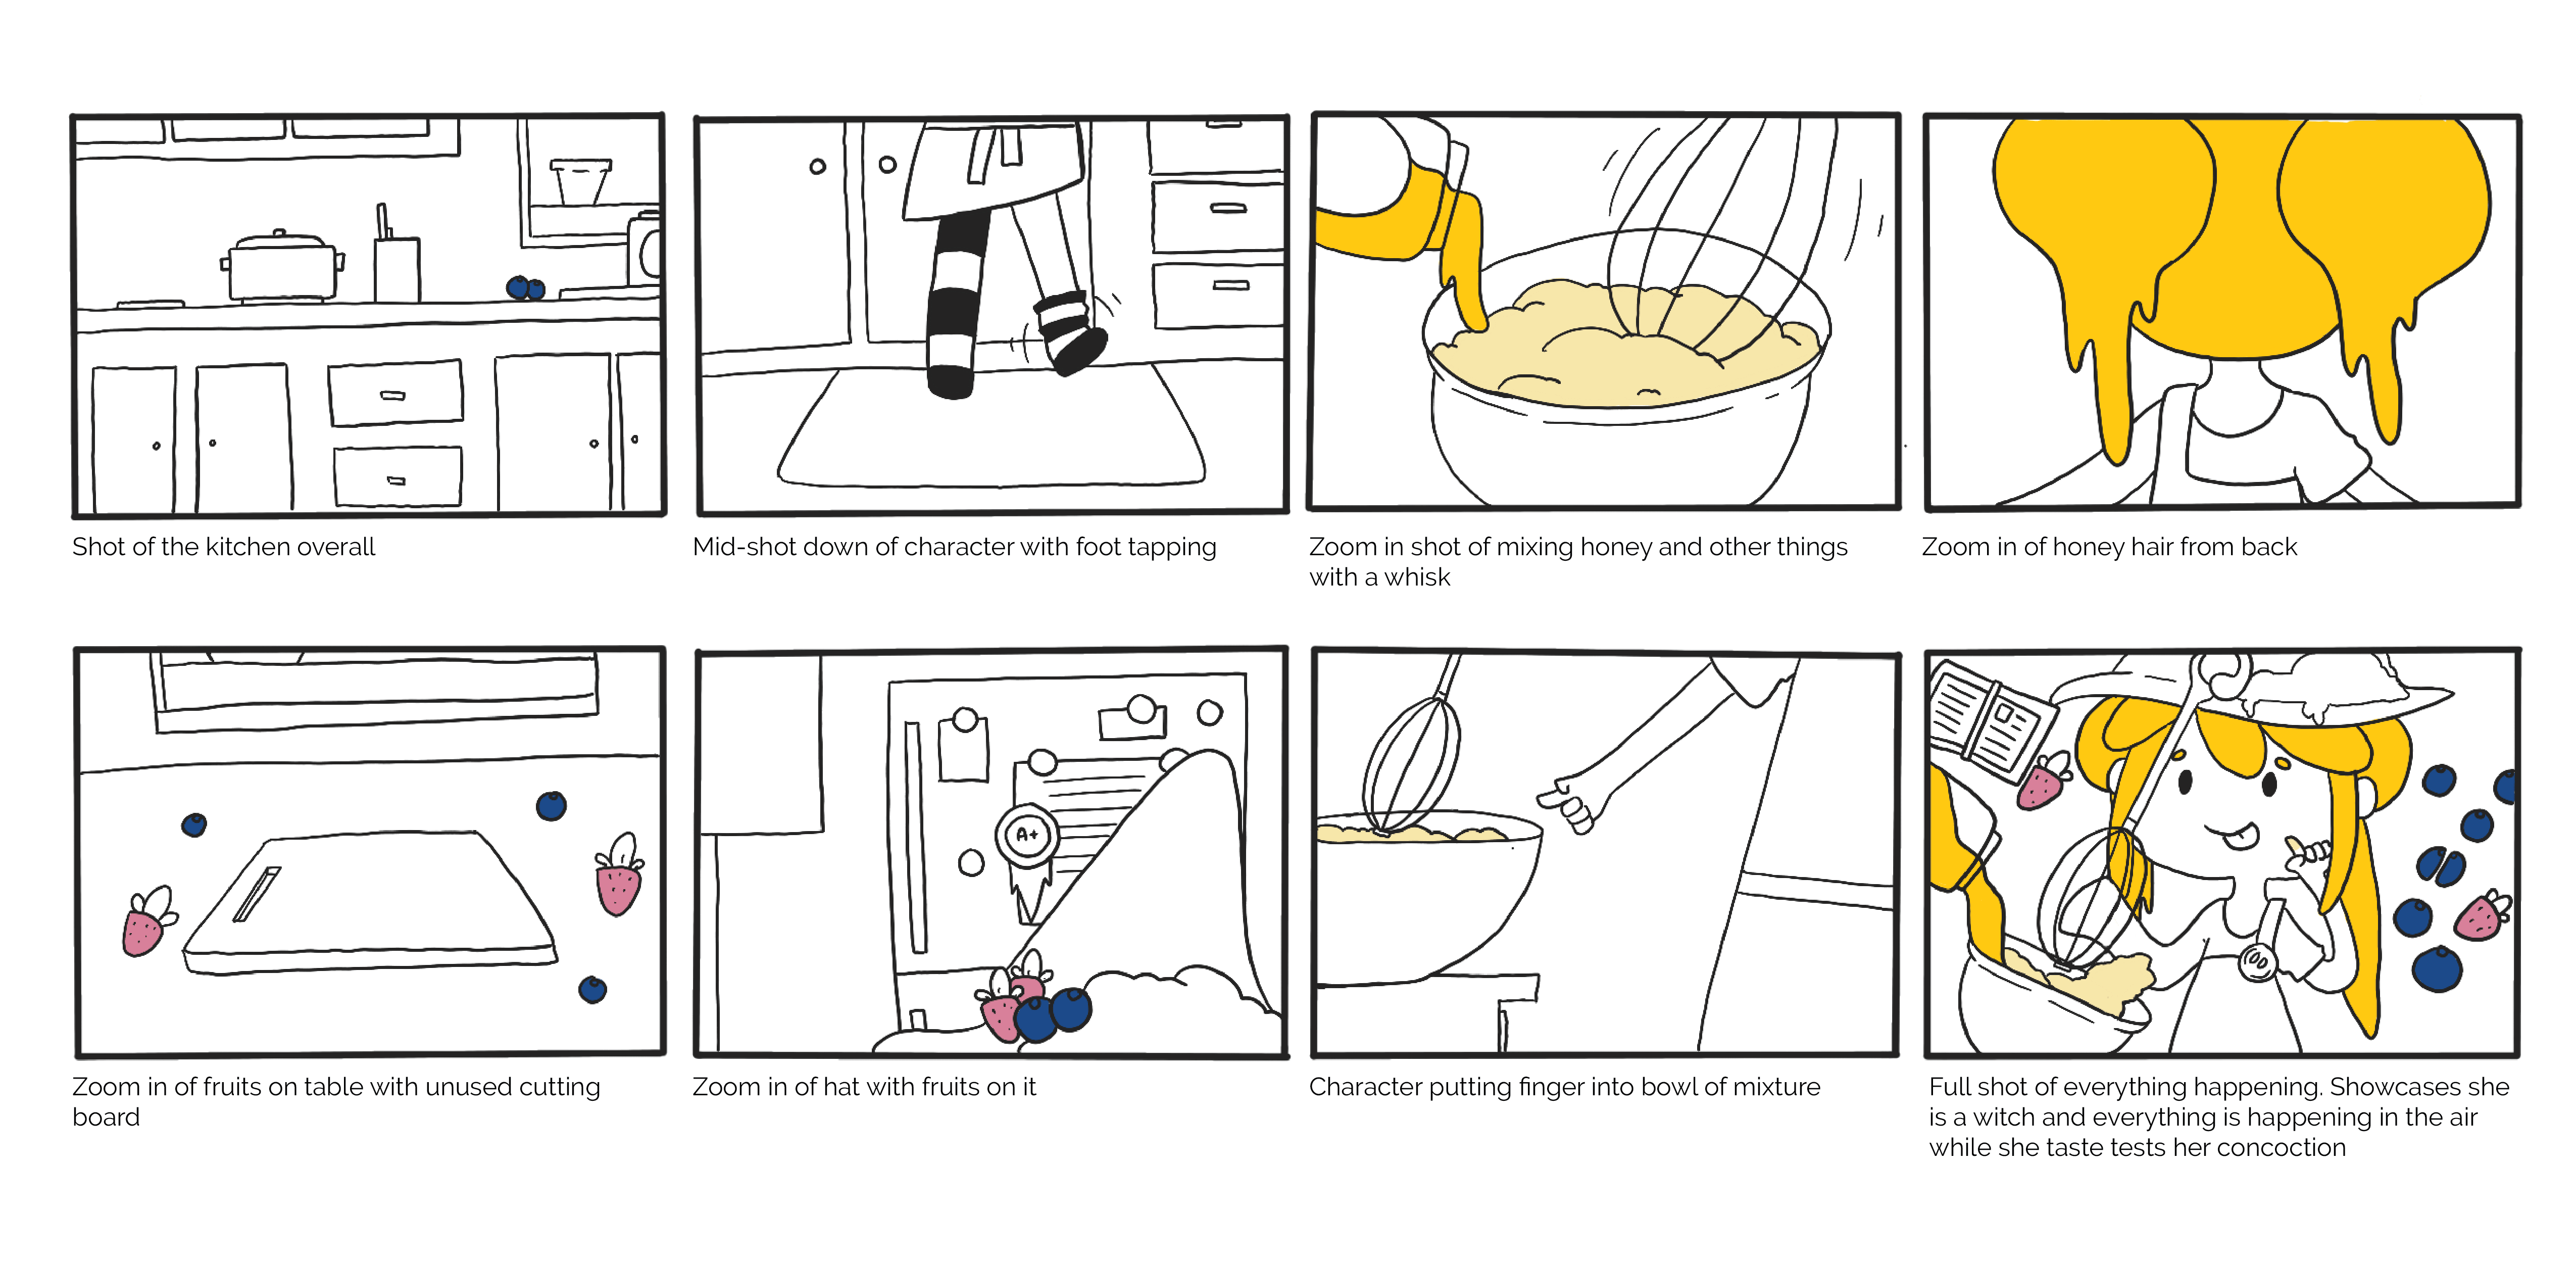 Shot of the kitchen overall
Mid-shot down of character with foot tapping
Zoom in shot of mixing honey and other things
with a whisk
Zoom in of honey hair from back
A+
Zoom in of fruits on table with unused cutting
board
Zoom in of hat with fruits on it
Character putting finger into bowl of mixture
Full shot of everything happening. Showcases she
is a witch and everything is happening in the air
while she taste tests her concoction